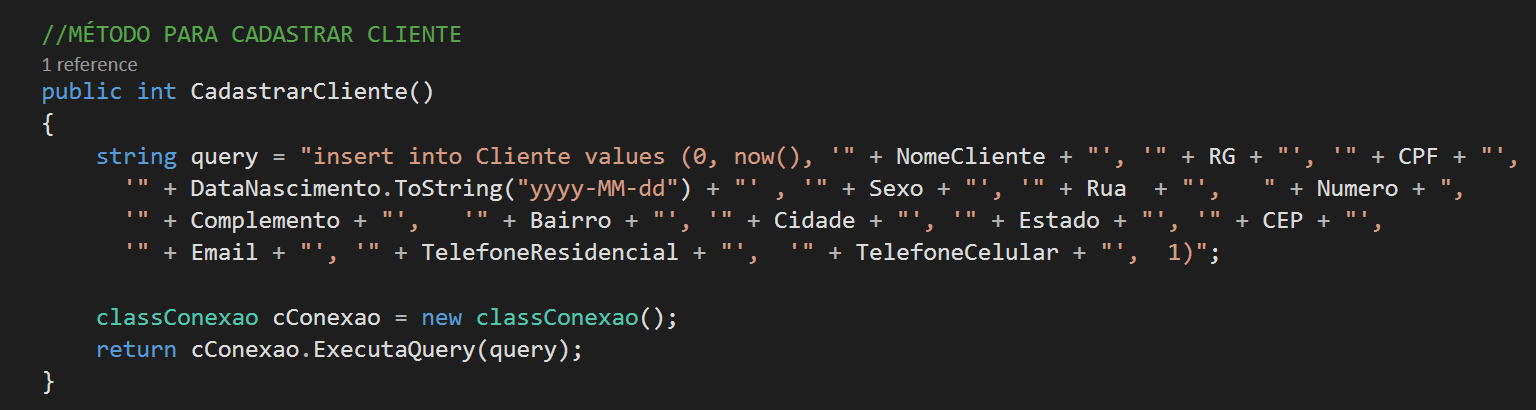 //MÉTODO PARA CADASTRAR CLIENTE
1 reference
public int CadastrarCliente()
{
string query = "insert into Cliente values (0, now(), '" + NomeCliente + "', '" + RG + "', '" + CPF + "',
'" + DataNascimento.ToString("yyyy-MM-dd") + "' , '" + Sexo + "', '" + Rua  + "',   " + Numero + ",
'" + Complemento + "',   '" + Bairro + "', '" + Cidade + "', '" + Estado + "', '" + CEP + "',
'" + Email + "', '" + TelefoneResidencial + "',  '" + TelefoneCelular + "',  1)";
classConexao cConexao = new classConexao();
return cConexao.ExecutaQuery(query);
}